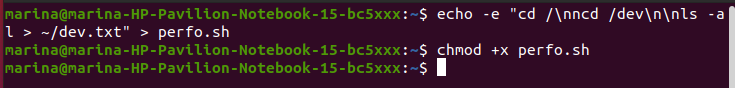 marina@marina-HP-Pavilion-Notebook-15-bc5xxx:~$ echo -e "cd /\nncd /dev\n\nls -a
l > ~/dev.txt" > perfo.sh
marina@marina-HP-Pavilion-Notebook-15-bc5xxx:~$ chmod +x perfo.sh
marina@marina-HP-Pavilion-Notebook-15-bc5xxx:~$